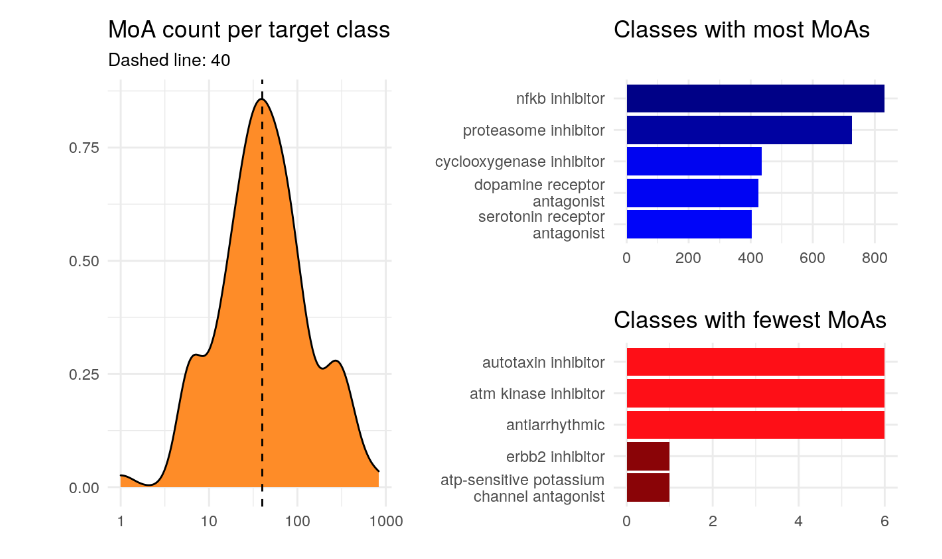 MoA count per target class
Dashed line: 40
0.75
0.50
0.25
0.00
1 10 100 1000
Classes with most MoAs
nfkb inhibitor
proteasome inhibitor
cyclooxygenase inhibitor
dopamine receptor
antagonist
serotonin receptor
antagonist
0 200 400 600 800
Classes with fewest MoAs
autotaxin inhibitor
atm kinase inhibitor
antiarrhythmic
erbb2 inhibitor
atp-sensitive potassium
channel antagonist
0 2 4 6